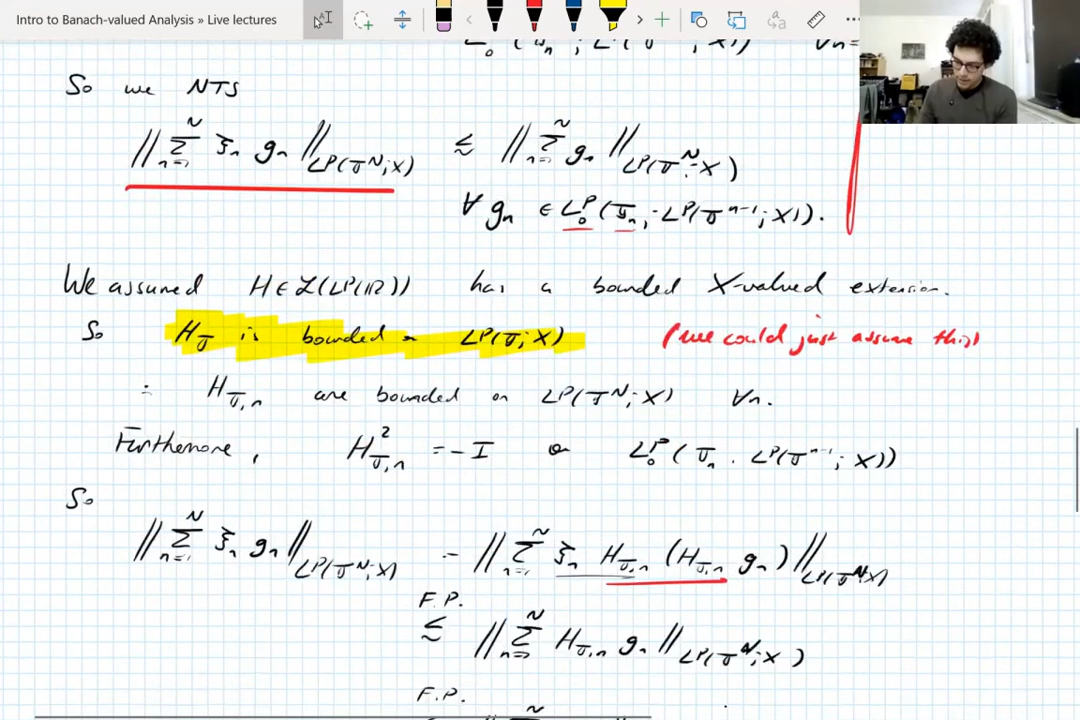 Intro to Banach-valued Analysis » Live lectures
So we NTS
‖ Σ_{n=1}^N ξ_n g_n ‖_{L^p(𝕋^N; X)} ≲ ‖ Σ_{n=1}^N g_n ‖_{L^p(𝕋^N; X)}
∀ g_n ∈ L^p_0(𝕋_n; L^p(𝕋^{n-1}; X)).
We assumed H ∈ ℒ(L^p(ℝ)) has a bounded X-valued extension.
So H_𝕋 is bounded on L^p(𝕋; X) (we could just assume this)
∴ H_{𝕋,n} are bounded on L^p(𝕋^N; X) ∀n.
Furthermore, H²_{𝕋,n} = -I on L^p_0(𝕋_n; L^p(𝕋^{n-1}; X))
So
‖ Σ_{n=1}^N ξ_n g_n ‖_{L^p(𝕋^N; X)} = ‖ Σ_{n=1}^N ξ_n H_{𝕋,n}(H_{𝕋,n} g_n) ‖_{L^p(𝕋^N; X)}
F.P.
≲ ‖ Σ_{n=1}^N H_{𝕋,n} g_n ‖_{L^p(𝕋^N; X)}
F.P.